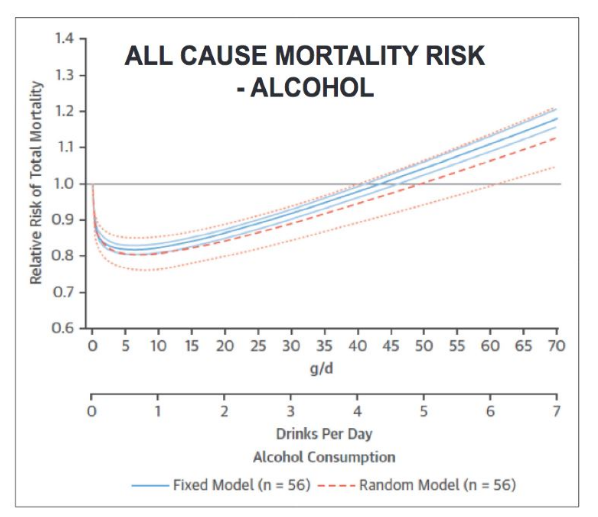 ALL CAUSE MORTALITY RISK
- ALCOHOL
Relative Risk of Total Mortality
1.4
1.3
1.2
1.1
1.0
0.9
0.8
0.7
0.6
0 5 10 15 20 25 30 35 40 45 50 55 60 65 70
g/d
0 1 2 3 4 5 6 7
Drinks Per Day
Alcohol Consumption
Fixed Model (n = 56) Random Model (n = 56)